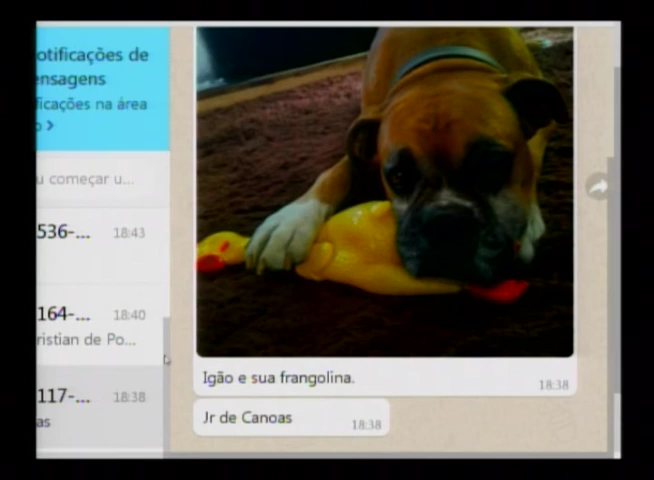 otificações de
ensagens
ficações na área
o >
u começar u...
536-... 18:43
164-... 18:40
ristian de Po...
117-... 18:38
as
Igão e sua frangolina.
18:38
Jr de Canoas
18:38